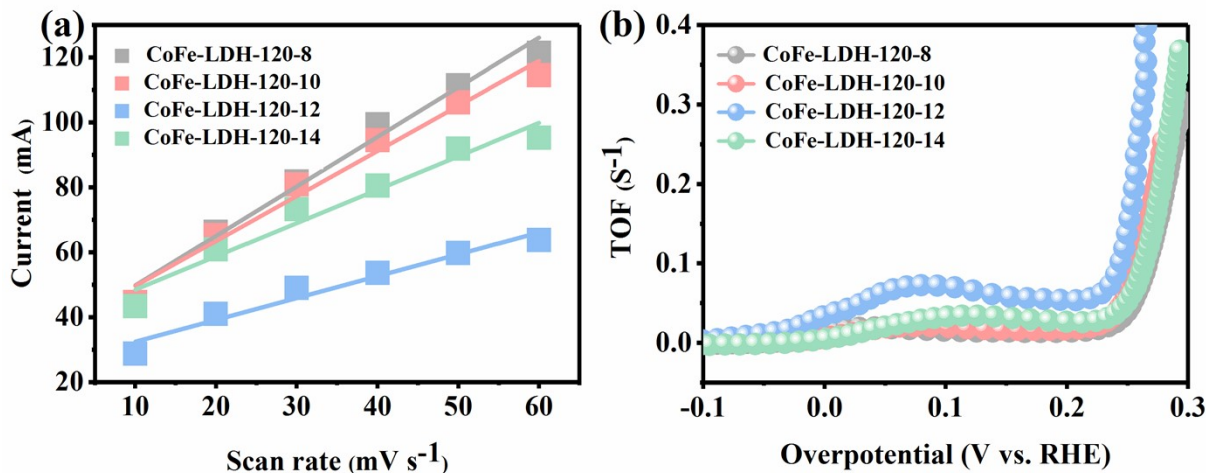 (a)
CoFe-LDH-120-8
CoFe-LDH-120-10
CoFe-LDH-120-12
CoFe-LDH-120-14
Current (mA)
120
100
80
60
40
20
10 20 30 40 50 60
Scan rate (mV s⁻¹)
(b)
CoFe-LDH-120-8
CoFe-LDH-120-10
CoFe-LDH-120-12
CoFe-LDH-120-14
TOF (S⁻¹)
0.4
0.3
0.2
0.1
0.0
-0.1 0.0 0.1 0.2 0.3
Overpotential (V vs. RHE)